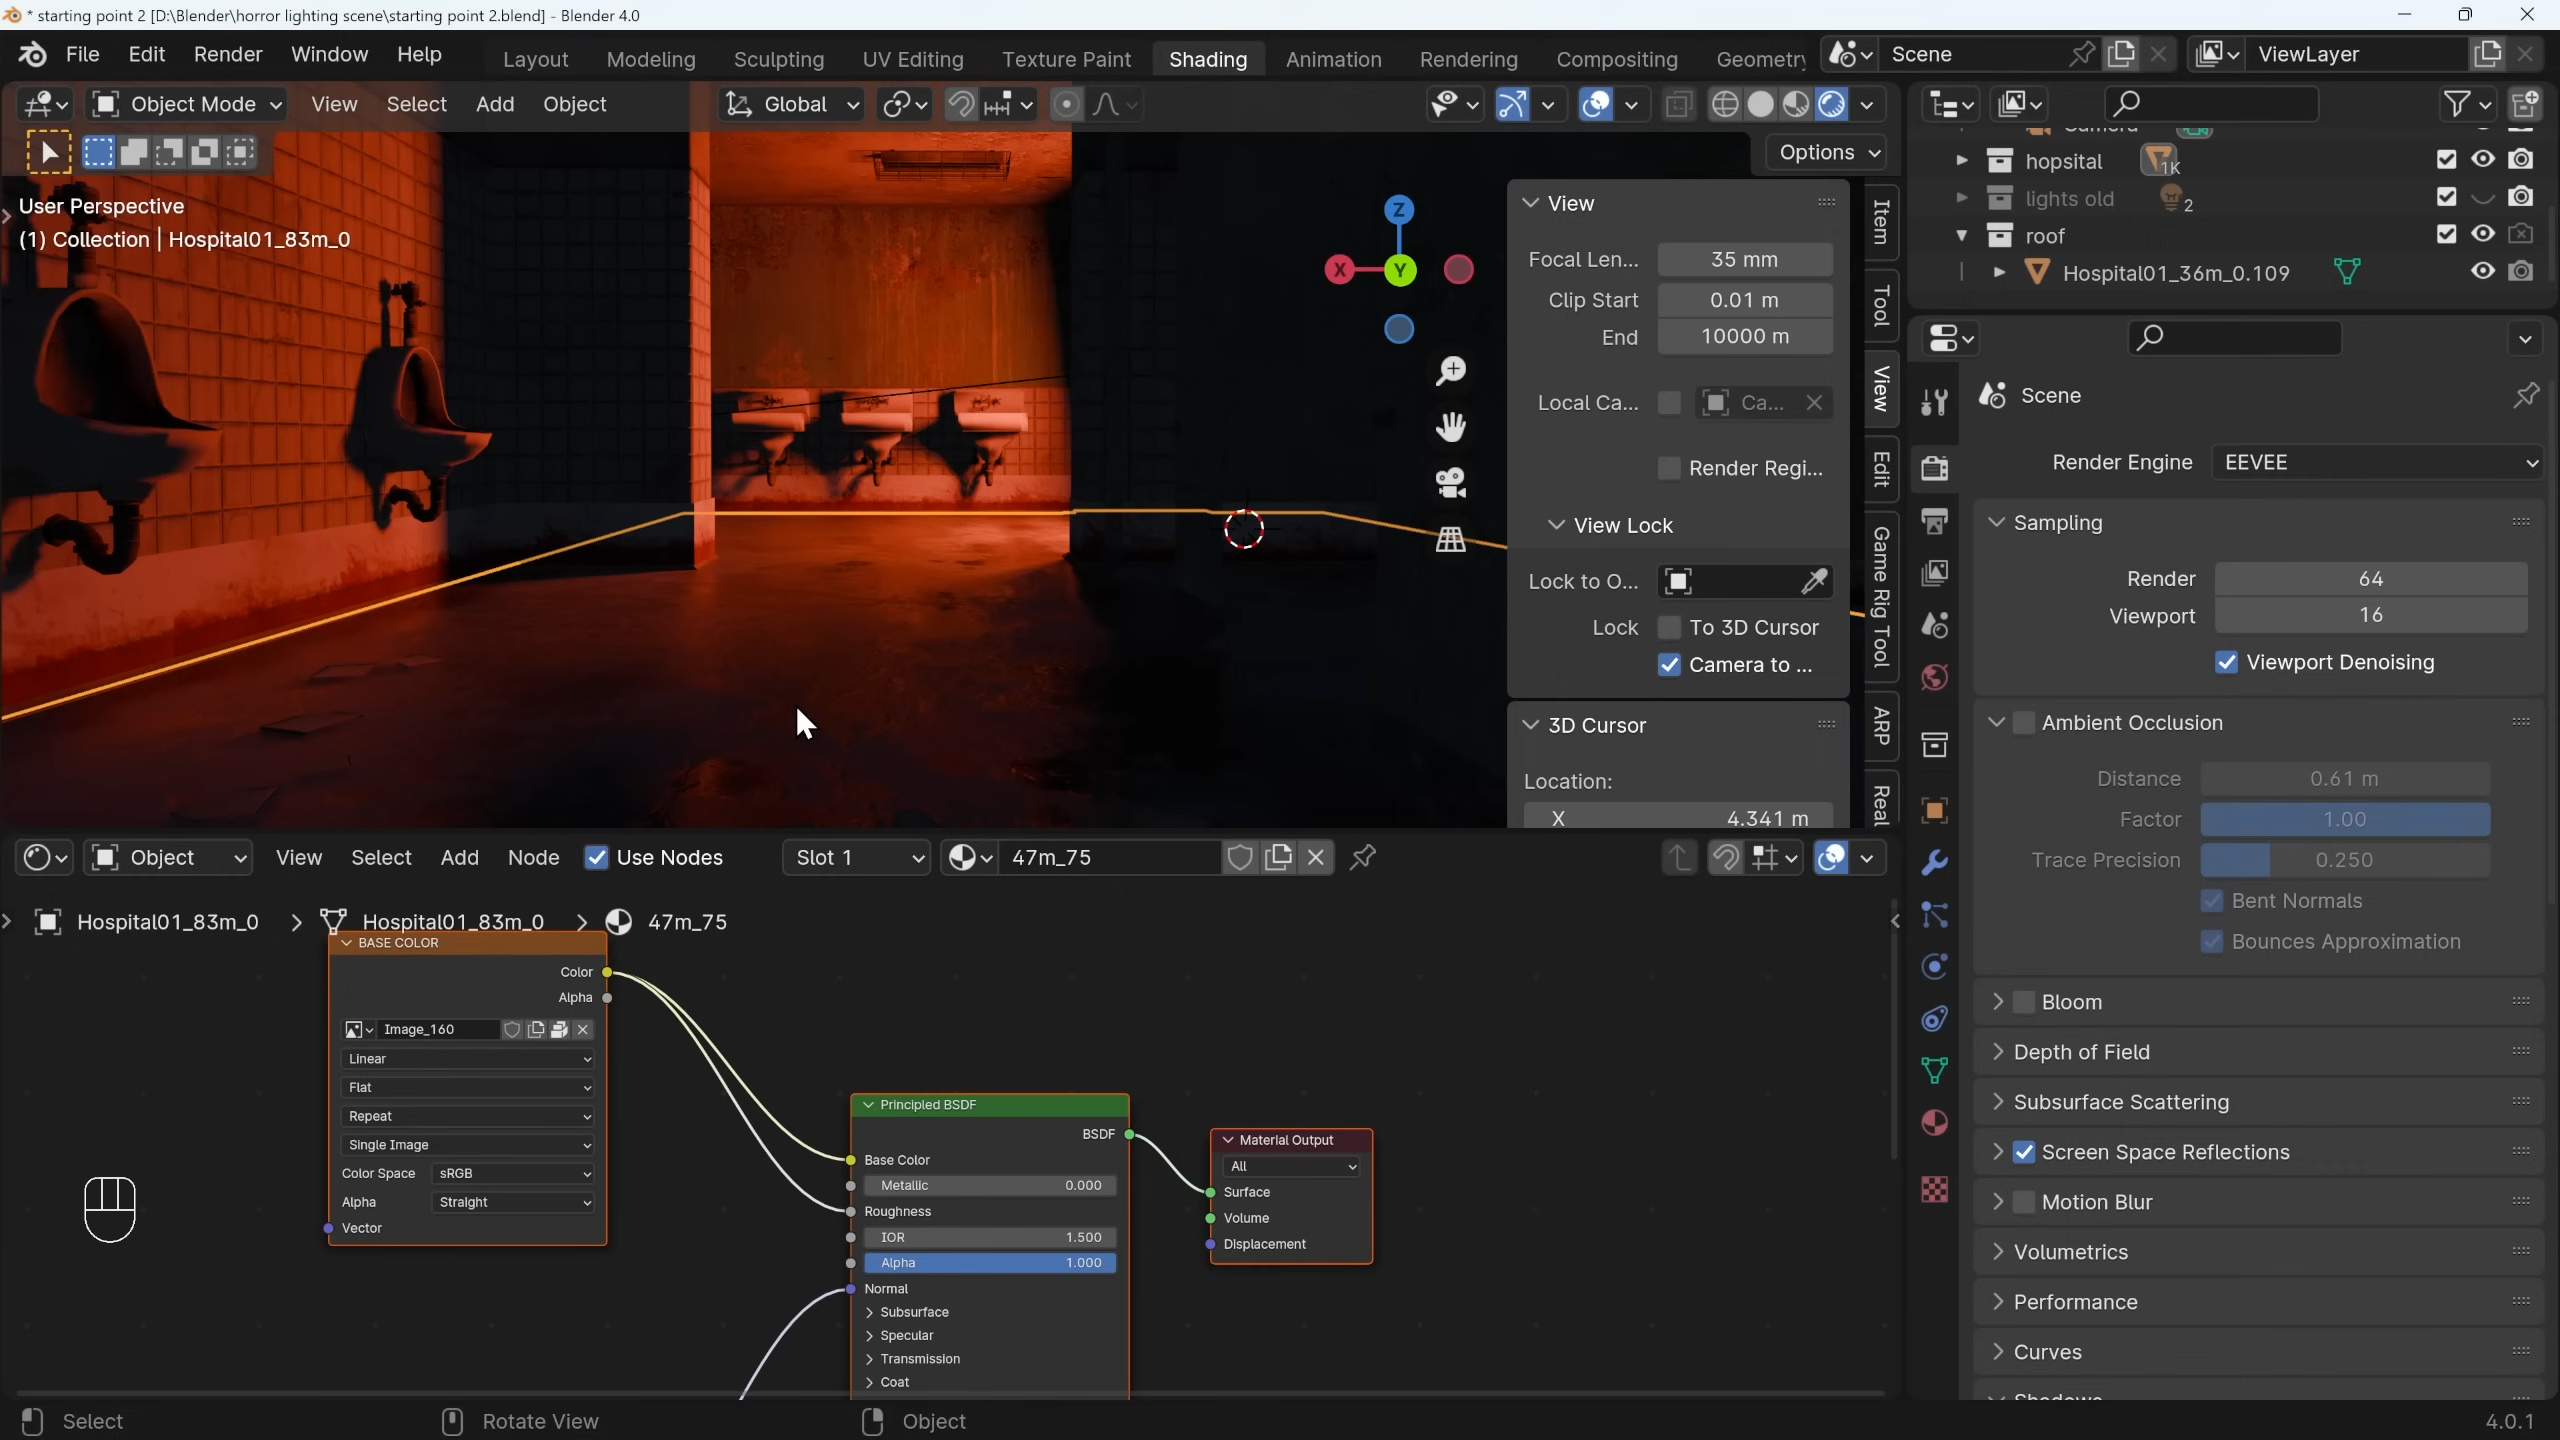 * starting point 2 [D:\Blender\horror lighting scene\starting point 2.blend] - Blender 4.0
File Edit Render Window Help Layout Modeling Sculpting UV Editing Texture Paint Shading Animation Rendering Compositing Geometry Scene ViewLayer
Object Mode View Select Add Object Global
Options
User Perspective
(1) Collection | Hospital01_83m_0
Z
X
Y
View
Focal Len... 35 mm
Clip Start 0.01 m
End 10000 m
Local Ca... Ca...
Render Regi...
View Lock
Lock to O...
Lock To 3D Cursor
Camera to ...
3D Cursor
Location:
X 4.341 m
Item
Tool
View
Edit
Game Rig Tool
ARP
Real
Camera
hopsital 1K
lights old 2
roof
Hospital01_36m_0.109
Scene
Render Engine EEVEE
Sampling
Render 64
Viewport 16
Viewport Denoising
Ambient Occlusion
Distance 0.61 m
Factor 1.00
Trace Precision 0.250
Bent Normals
Bounces Approximation
Bloom
Depth of Field
Subsurface Scattering
Screen Space Reflections
Motion Blur
Volumetrics
Performance
Curves
Shadows
Object View Select Add Node Use Nodes Slot 1 47m_75
Hospital01_83m_0 Hospital01_83m_0 47m_75
BASE COLOR
Color
Alpha
Image_160
Linear
Flat
Repeat
Single Image
Color Space sRGB
Alpha Straight
Vector
Principled BSDF
BSDF
Base Color
Metallic 0.000
Roughness
IOR 1.500
Alpha 1.000
Normal
Subsurface
Specular
Transmission
Coat
Material Output
All
Surface
Volume
Displacement
Select Rotate View Object 4.0.1